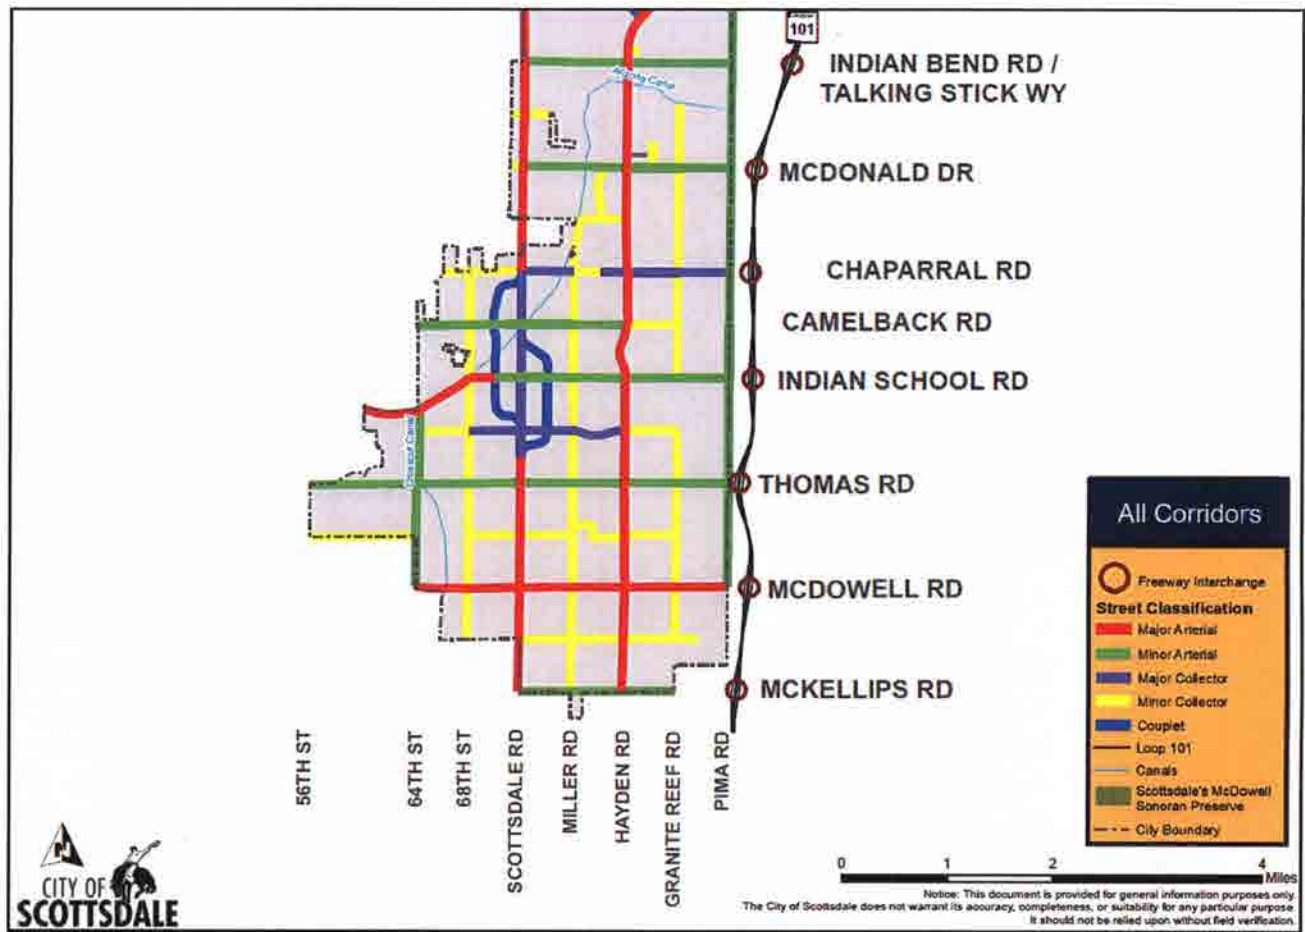 101
INDIAN BEND RD /
TALKING STICK WY
Arizona Canal
MCDONALD DR
CHAPARRAL RD
CAMELBACK RD
INDIAN SCHOOL RD
Crosscut Canal
THOMAS RD
MCDOWELL RD
MCKELLIPS RD
56TH ST
64TH ST
68TH ST
SCOTTSDALE RD
MILLER RD
HAYDEN RD
GRANITE REEF RD
PIMA RD
All Corridors
Freeway Interchange
Street Classification
Major Arterial
Minor Arterial
Major Collector
Minor Collector
Couplet
Loop 101
Canals
Scottsdale's McDowell
Sonoran Preserve
City Boundary
N
CITY OF
SCOTTSDALE
0 1 2 4
Miles
Notice: This document is provided for general information purposes only.
The City of Scottsdale does not warrant its accuracy, completeness, or suitability for any particular purpose.
It should not be relied upon without field verification.